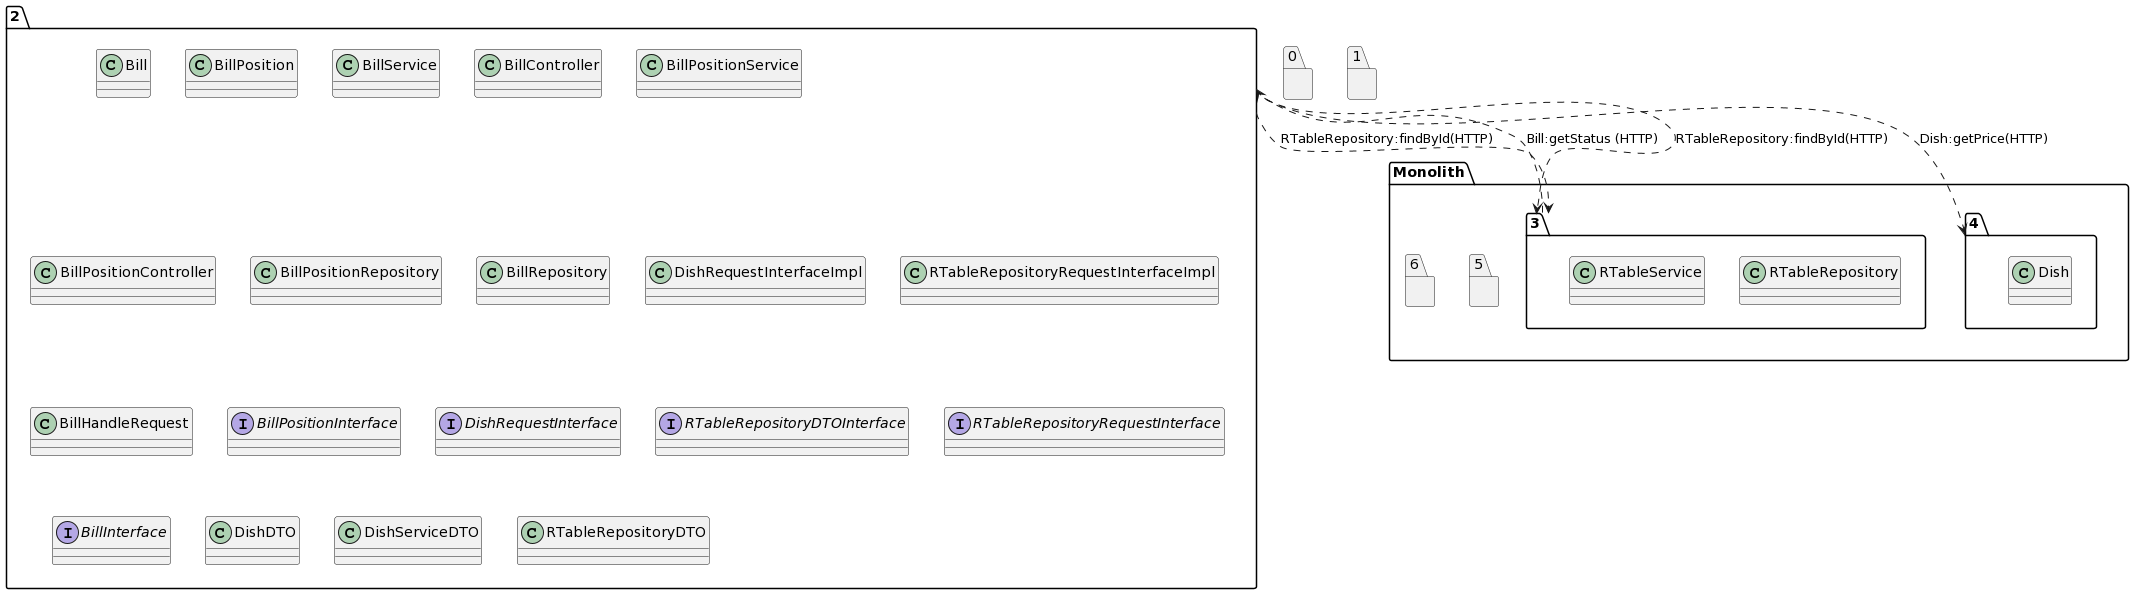 2
C Bill
C BillPosition
C BillService
C BillController
C BillPositionService
0
1
RTableRepository:findById(HTTP)
Bill:getStatus (HTTP)
RTableRepository:findById(HTTP)
Dish:getPrice(HTTP)
Monolith
C BillPositionController
C BillPositionRepository
C BillRepository
C DishRequestInterfaceImpl
C RTableRepositoryRequestInterfaceImpl
6
5
3
C RTableService
C RTableRepository
4
C Dish
C BillHandleRequest
I BillPositionInterface
I DishRequestInterface
I RTableRepositoryDTOInterface
I RTableRepositoryRequestInterface
I BillInterface
C DishDTO
C DishServiceDTO
C RTableRepositoryDTO